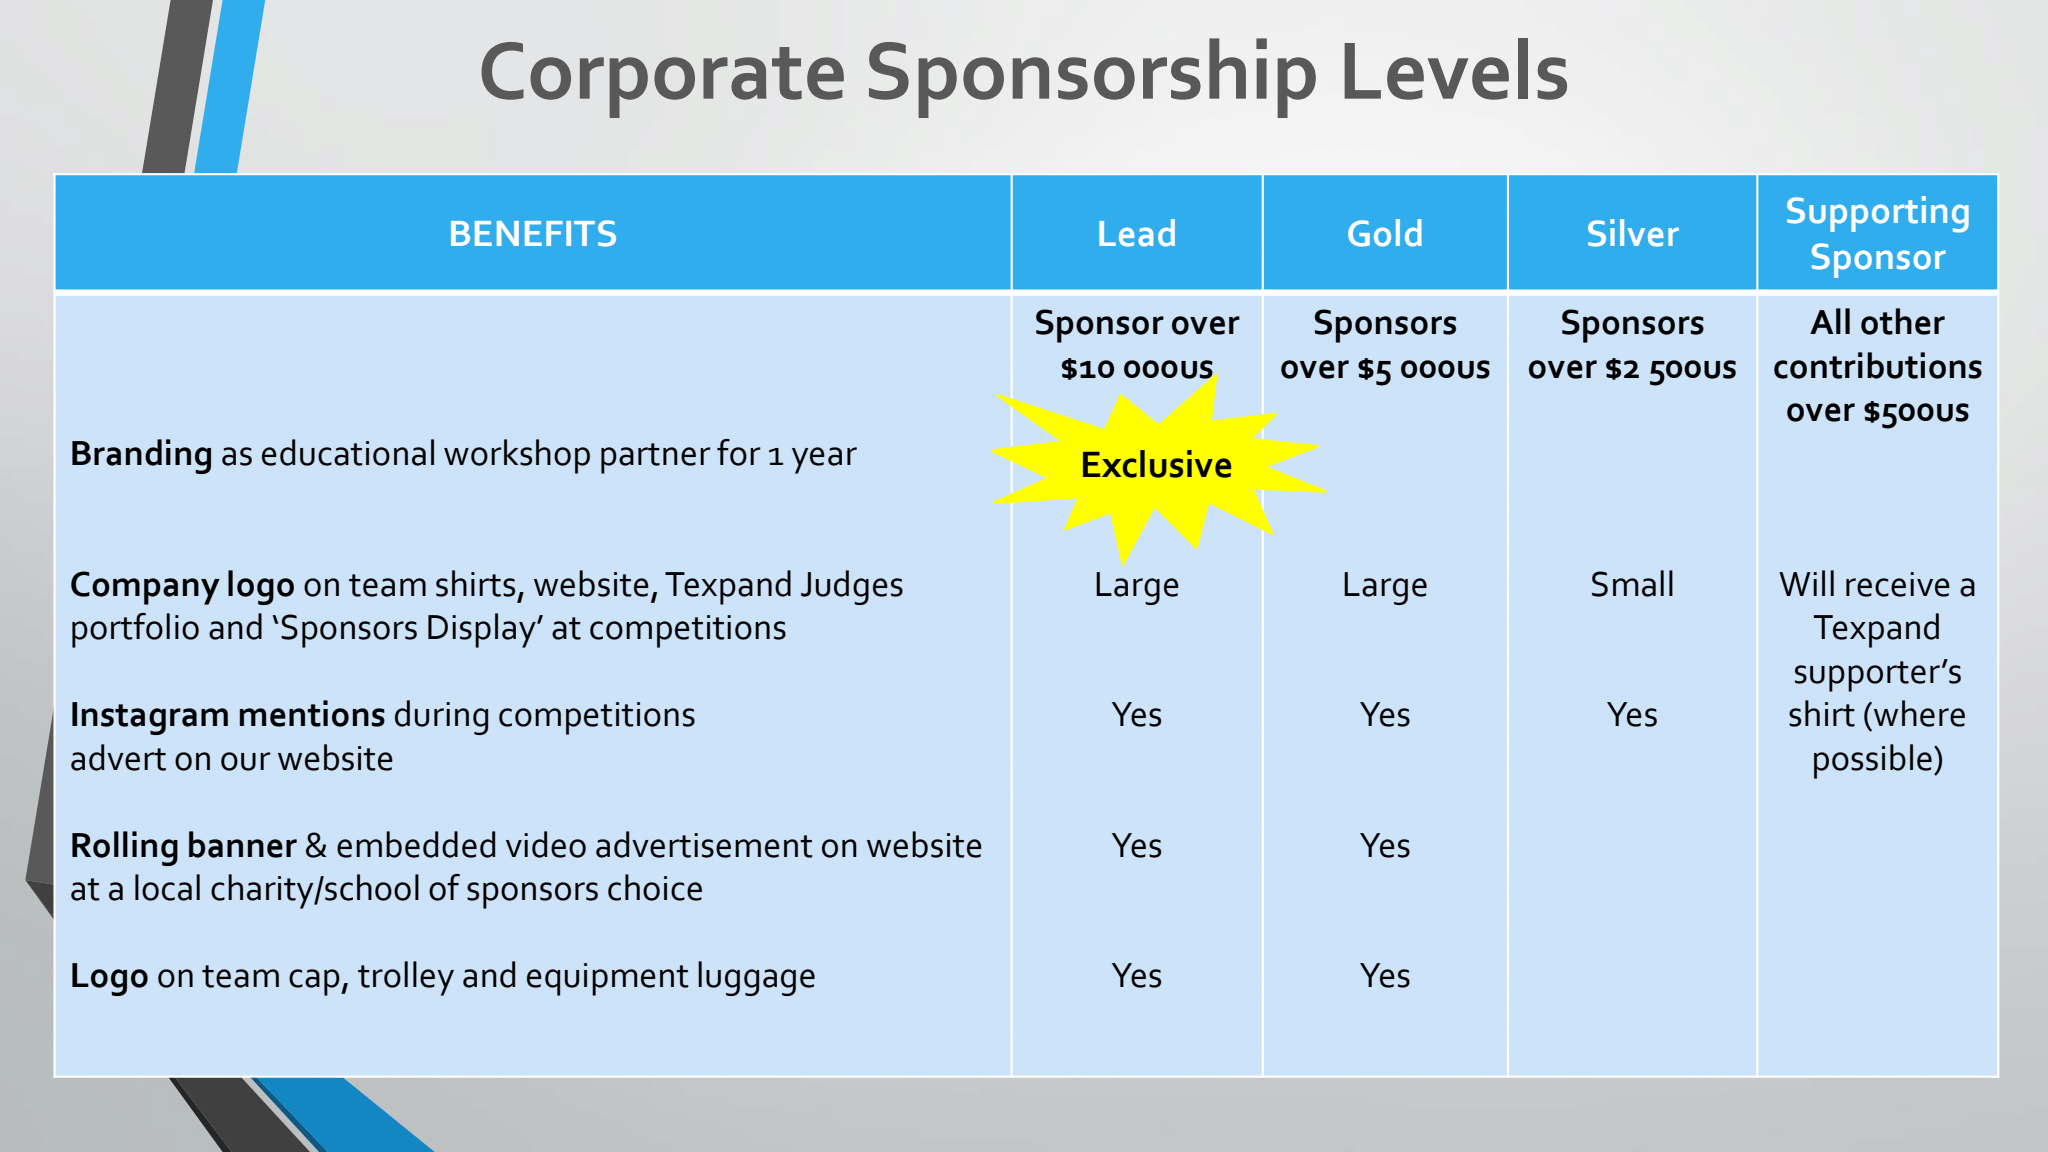 Corporate Sponsorship Levels
BENEFITS
Lead
Gold
Silver
Supporting
Sponsor
Sponsor over
$10 000us
Sponsors
over $5 000us
Sponsors
over $2 500us
All other
contributions
over $500us
Branding as educational workshop partner for 1 year
Exclusive
Company logo on team shirts, website, Texpand Judges
portfolio and ‘Sponsors Display’ at competitions
Large
Large
Small
Will receive a
Texpand
supporter’s
shirt (where
possible)
Instagram mentions during competitions
advert on our website
Yes
Yes
Yes
Rolling banner & embedded video advertisement on website
at a local charity/school of sponsors choice
Yes
Yes
Logo on team cap, trolley and equipment luggage
Yes
Yes